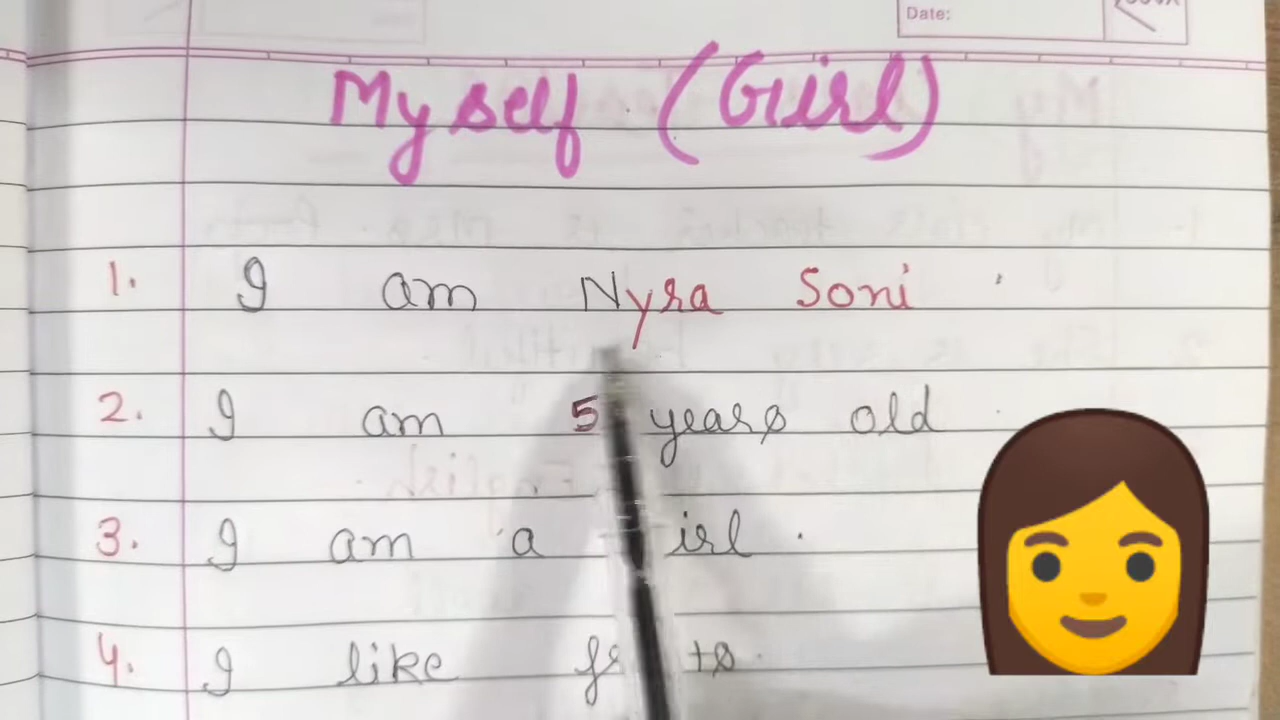 Date:
Myself (Girl)
1. I am Nyra Soni .
2. I am 5 years old .
3. I am a irl .
4. I like